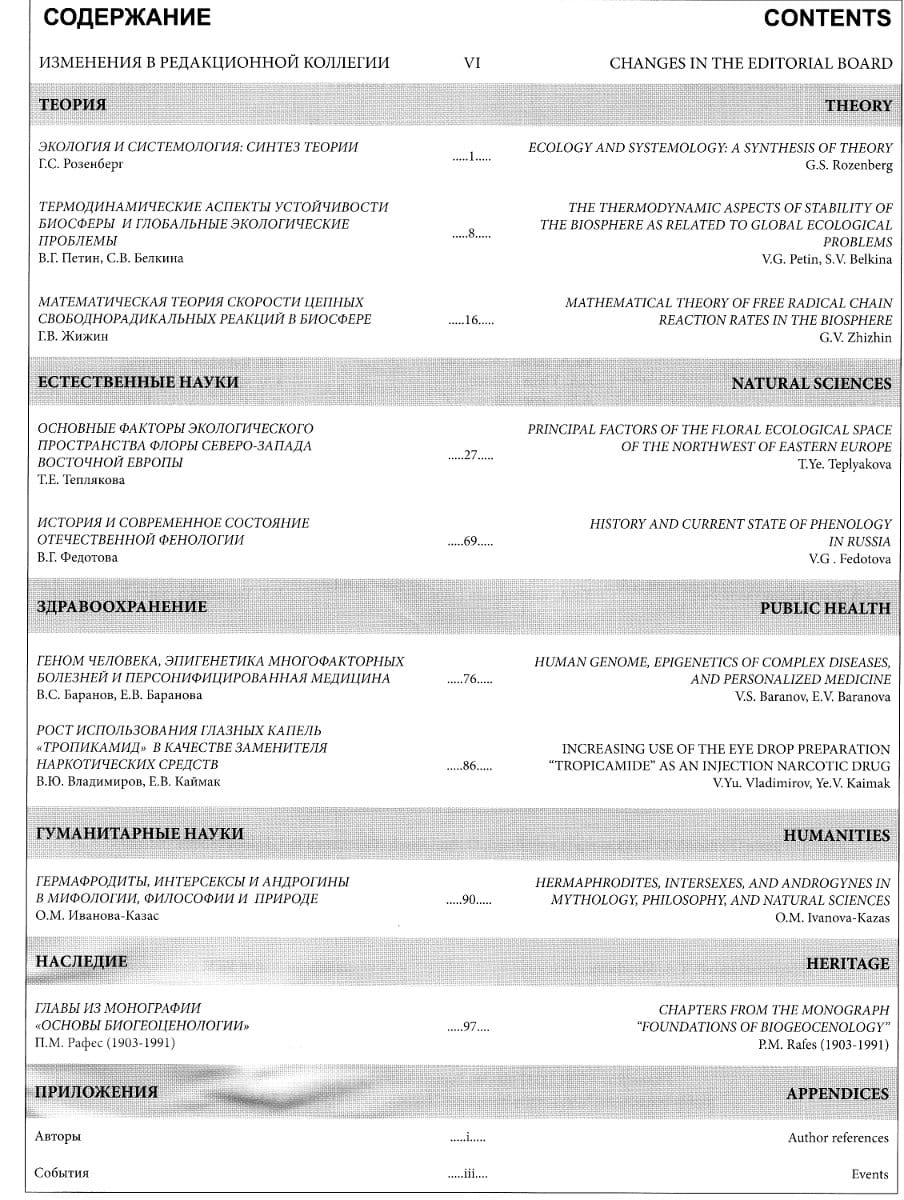 СОДЕРЖАНИЕ CONTENTS
ИЗМЕНЕНИЯ В РЕДАКЦИОННОЙ КОЛЛЕГИИ VI CHANGES IN THE EDITORIAL BOARD
ТЕОРИЯ THEORY
ЭКОЛОГИЯ И СИСТЕМОЛОГИЯ: СИНТЕЗ ТЕОРИИ
Г.С. Розенберг
.....1.....
ECOLOGY AND SYSTEMOLOGY: A SYNTHESIS OF THEORY
G.S. Rozenberg
ТЕРМОДИНАМИЧЕСКИЕ АСПЕКТЫ УСТОЙЧИВОСТИ
БИОСФЕРЫ И ГЛОБАЛЬНЫЕ ЭКОЛОГИЧЕСКИЕ
ПРОБЛЕМЫ
В.Г. Петин, С.В. Белкина
.....8.....
THE THERMODYNAMIC ASPECTS OF STABILITY OF
THE BIOSPHERE AS RELATED TO GLOBAL ECOLOGICAL
PROBLEMS
V.G. Petin, S.V. Belkina
МАТЕМАТИЧЕСКАЯ ТЕОРИЯ СКОРОСТИ ЦЕПНЫХ
СВОБОДНОРАДИКАЛЬНЫХ РЕАКЦИЙ В БИОСФЕРЕ
Г.В. Жижин
.....16.....
MATHEMATICAL THEORY OF FREE RADICAL CHAIN
REACTION RATES IN THE BIOSPHERE
G.V. Zhizhin
ЕСТЕСТВЕННЫЕ НАУКИ NATURAL SCIENCES
ОСНОВНЫЕ ФАКТОРЫ ЭКОЛОГИЧЕСКОГО
ПРОСТРАНСТВА ФЛОРЫ СЕВЕРО-ЗАПАДА
ВОСТОЧНОЙ ЕВРОПЫ
Т.Е. Теплякова
.....27.....
PRINCIPAL FACTORS OF THE FLORAL ECOLOGICAL SPACE
OF THE NORTHWEST OF EASTERN EUROPE
T.Ye. Teplyakova
ИСТОРИЯ И СОВРЕМЕННОЕ СОСТОЯНИЕ
ОТЕЧЕСТВЕННОЙ ФЕНОЛОГИИ
В.Г. Федотова
.....69.....
HISTORY AND CURRENT STATE OF PHENOLOGY
IN RUSSIA
V.G . Fedotova
ЗДРАВООХРАНЕНИЕ PUBLIC HEALTH
ГЕНОМ ЧЕЛОВЕКА, ЭПИГЕНЕТИКА МНОГОФАКТОРНЫХ
БОЛЕЗНЕЙ И ПЕРСОНИФИЦИРОВАННАЯ МЕДИЦИНА
В.С. Баранов, Е.В. Баранова
.....76.....
HUMAN GENOME, EPIGENETICS OF COMPLEX DISEASES,
AND PERSONALIZED MEDICINE
V.S. Baranov, E.V. Baranova
РОСТ ИСПОЛЬЗОВАНИЯ ГЛАЗНЫХ КАПЕЛЬ
«ТРОПИКАМИД» В КАЧЕСТВЕ ЗАМЕНИТЕЛЯ
НАРКОТИЧЕСКИХ СРЕДСТВ
В.Ю. Владимиров, Е.В. Каймак
.....86.....
INCREASING USE OF THE EYE DROP PREPARATION
“TROPICAMIDE” AS AN INJECTION NARCOTIC DRUG
V.Yu. Vladimirov, Ye.V. Kaimak
ГУМАНИТАРНЫЕ НАУКИ HUMANITIES
ГЕРМАФРОДИТЫ, ИНТЕРСЕКСЫ И АНДРОГИНЫ
В МИФОЛОГИИ, ФИЛОСОФИИ И ПРИРОДЕ
О.М. Иванова-Казас
.....90.....
HERMAPHRODITES, INTERSEXES, AND ANDROGYNES IN
MYTHOLOGY, PHILOSOPHY, AND NATURAL SCIENCES
O.M. Ivanova-Kazas
НАСЛЕДИЕ HERITAGE
ГЛАВЫ ИЗ МОНОГРАФИИ
«ОСНОВЫ БИОГЕОЦЕНОЛОГИИ»
П.М. Рафес (1903-1991)
.....97....
CHAPTERS FROM THE MONOGRAPH
“FOUNDATIONS OF BIOGEOCENOLOGY”
P.M. Rafes (1903-1991)
ПРИЛОЖЕНИЯ APPENDICES
Авторы .....i..... Author references
События .....iii.... Events